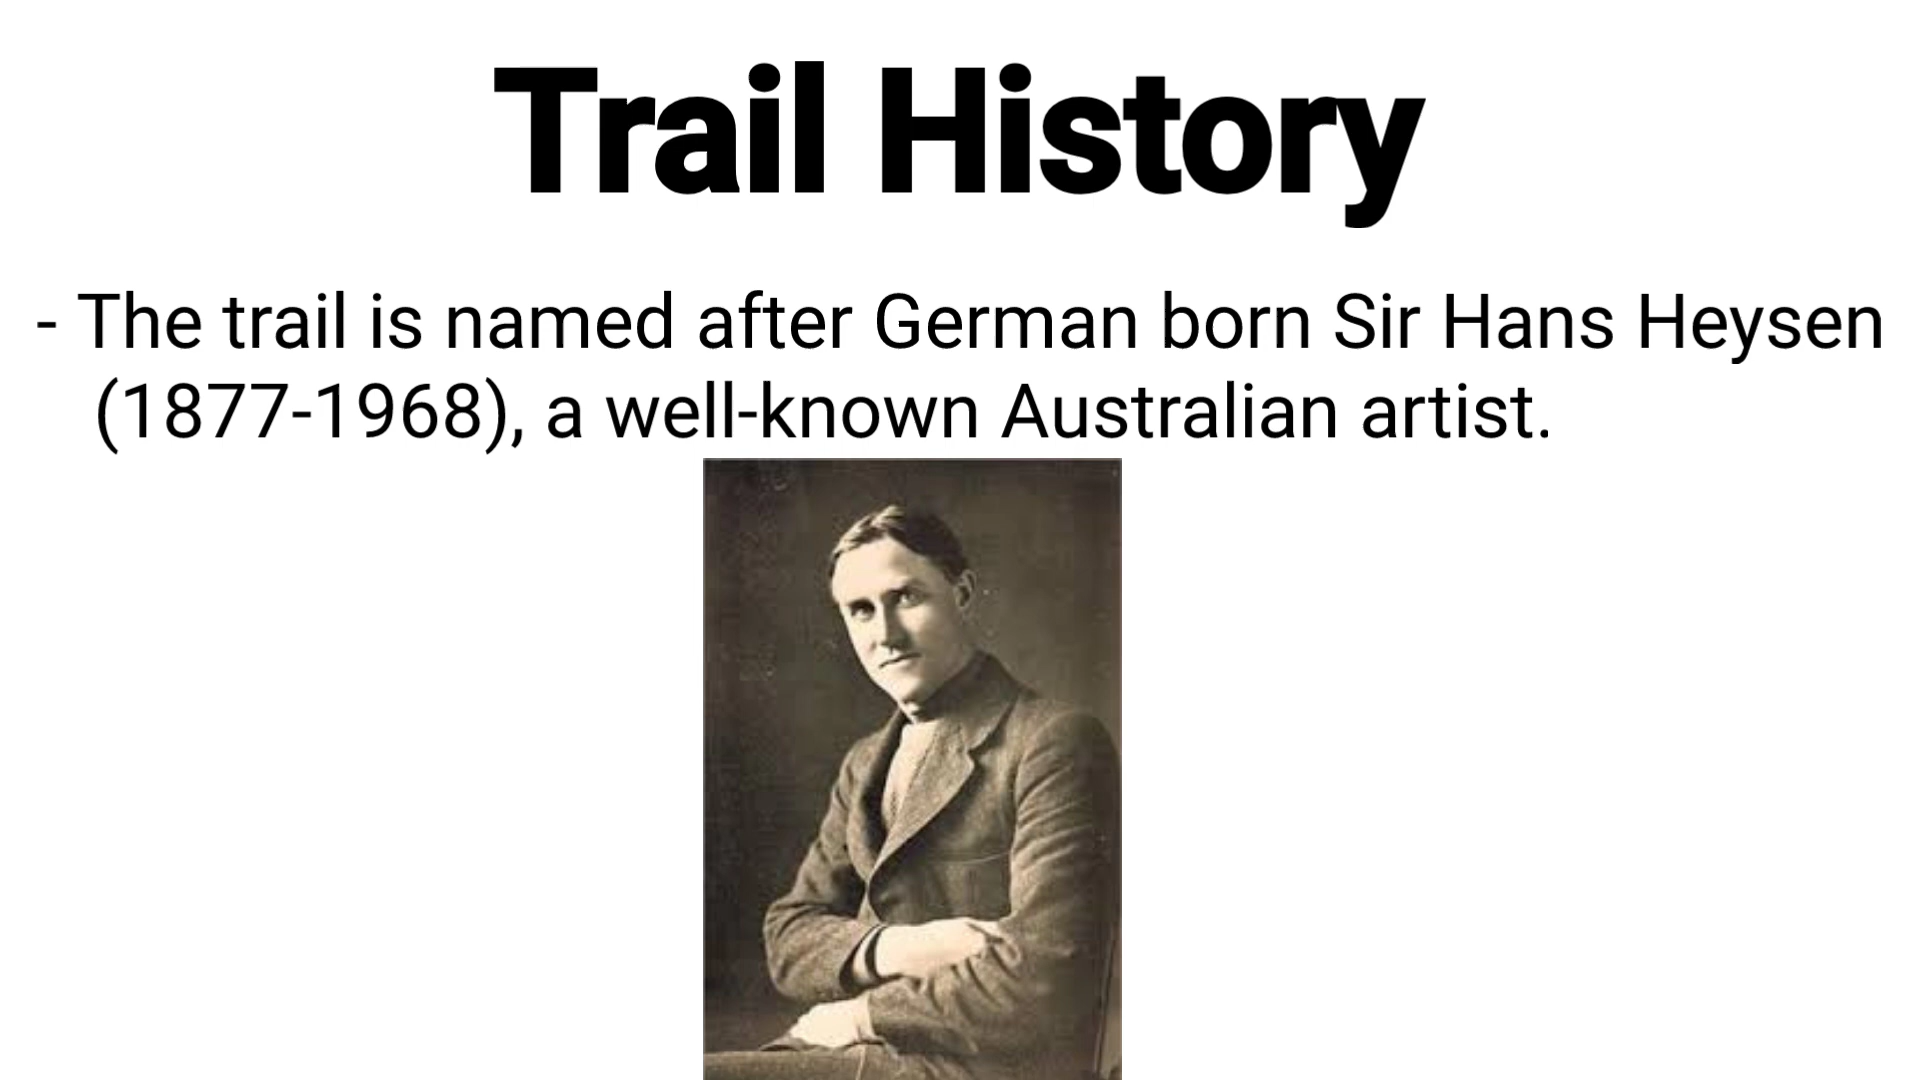 Trail History
- The trail is named after German born Sir Hans Heysen
(1877-1968), a well-known Australian artist.